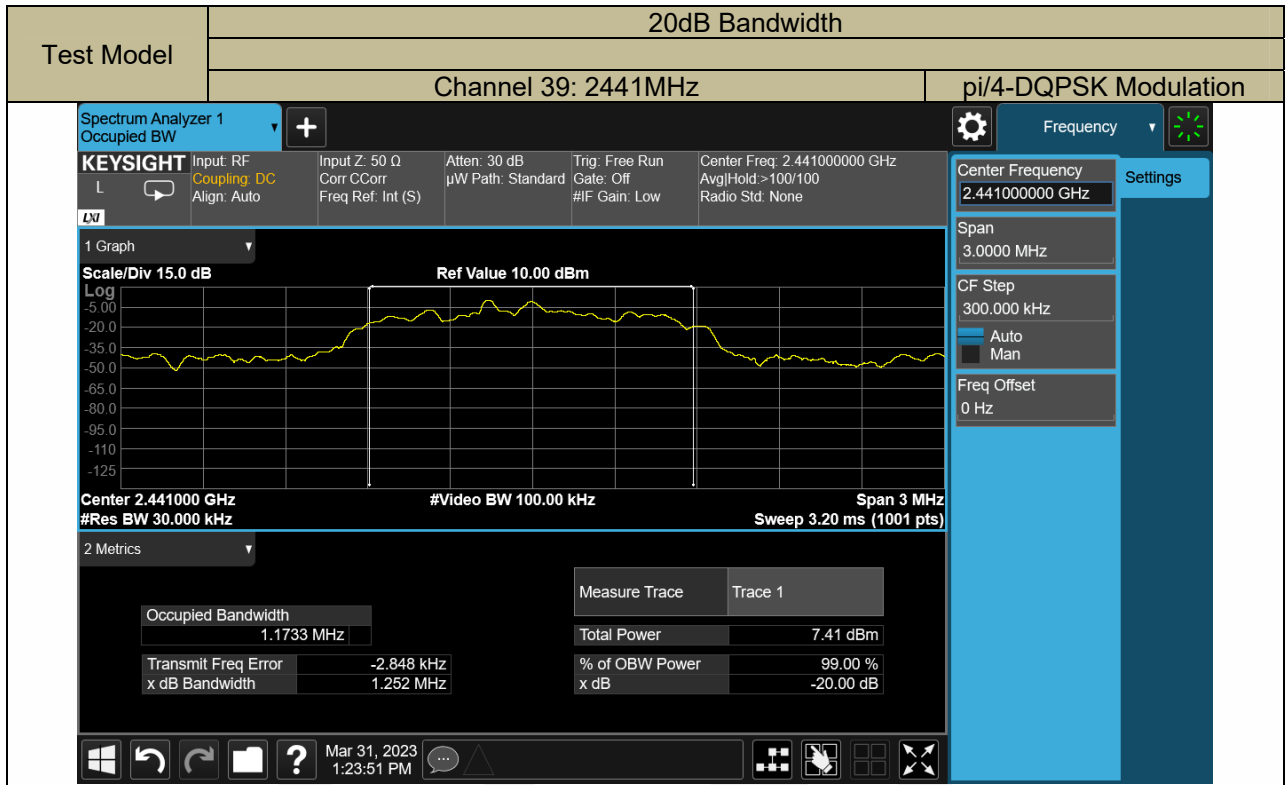 Test Model
20dB Bandwidth
Channel 39: 2441MHz
pi/4-DQPSK Modulation
Spectrum Analyzer 1
Occupied BW
Frequency
KEYSIGHT
L
LXI
Input: RF
Coupling: DC
Align: Auto
Input Z: 50 Ω
Corr CCorr
Freq Ref: Int (S)
Atten: 30 dB
µW Path: Standard
Trig: Free Run
Gate: Off
#IF Gain: Low
Center Freq: 2.441000000 GHz
Avg|Hold:>100/100
Radio Std: None
Center Frequency
2.441000000 GHz
Settings
Span
3.0000 MHz
CF Step
300.000 kHz
Auto
Man
Freq Offset
0 Hz
1 Graph
Scale/Div 15.0 dB
Ref Value 10.00 dBm
Log
-5.00
-20.0
-35.0
-50.0
-65.0
-80.0
-95.0
-110
-125
Center 2.441000 GHz
#Video BW 100.00 kHz
Span 3 MHz
#Res BW 30.000 kHz
Sweep 3.20 ms (1001 pts)
2 Metrics
Measure Trace
Trace 1
Occupied Bandwidth
1.1733 MHz
Total Power
7.41 dBm
Transmit Freq Error
-2.848 kHz
% of OBW Power
99.00 %
x dB Bandwidth
1.252 MHz
x dB
-20.00 dB
?
Mar 31, 2023
1:23:51 PM